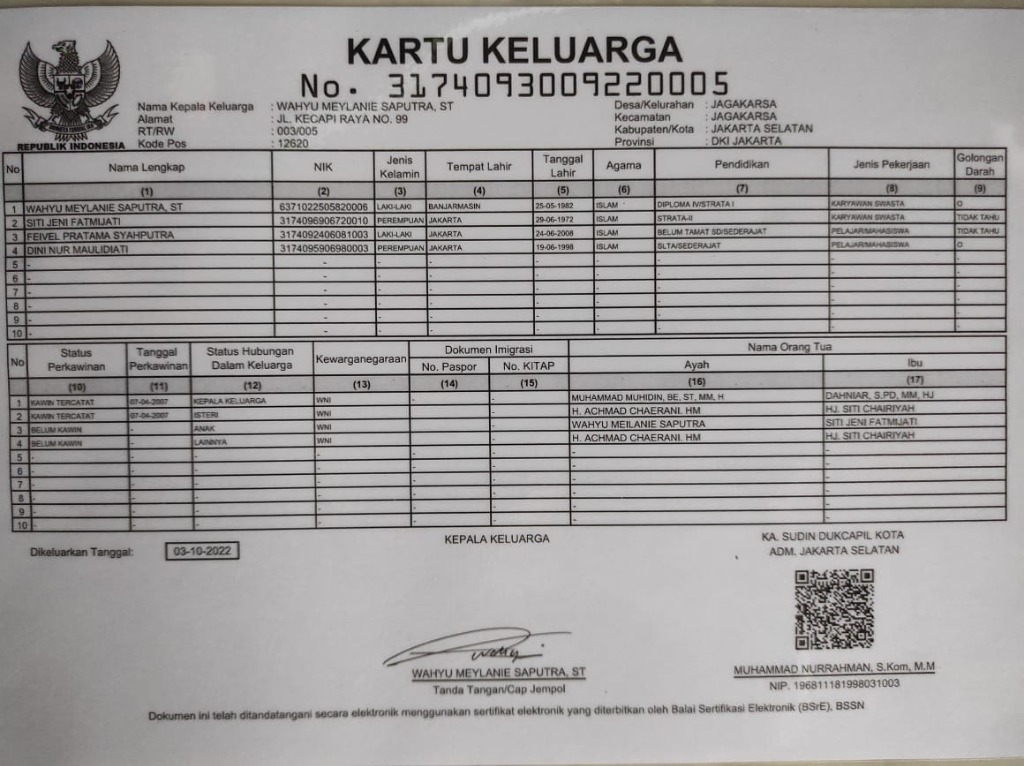 KARTU KELUARGA
No. 3174093009220005
REPUBLIK INDONESIA
Nama Kepala Keluarga : WAHYU MEYLANIE SAPUTRA, ST
Alamat : JL. KECAPI RAYA NO. 99
RT/RW : 003/005
Kode Pos : 12620
Desa/Kelurahan : JAGAKARSA
Kecamatan : JAGAKARSA
Kabupaten/Kota : JAKARTA SELATAN
Provinsi : DKI JAKARTA
No Nama Lengkap NIK Jenis Kelamin Tempat Lahir Tanggal Lahir Agama Pendidikan Jenis Pekerjaan Golongan Darah
(1) (2) (3) (4) (5) (6) (7) (8) (9)
1 WAHYU MEYLANIE SAPUTRA, ST 6371022505820006 LAKI-LAKI BANJARMASIN 25-05-1982 ISLAM DIPLOMA IV/STRATA I KARYAWAN SWASTA O
2 SITI JENI FATMIJATI 3174096906720010 PEREMPUAN JAKARTA 29-06-1972 ISLAM STRATA-II KARYAWAN SWASTA TIDAK TAHU
3 FEIVEL PRATAMA SYAHPUTRA 3174092406081003 LAKI-LAKI JAKARTA 24-06-2008 ISLAM BELUM TAMAT SD/SEDERAJAT PELAJAR/MAHASISWA TIDAK TAHU
4 DINI NUR MAULIDIATI 3174095906980003 PEREMPUAN JAKARTA 19-06-1998 ISLAM SLTA/SEDERAJAT PELAJAR/MAHASISWA O
5 - - - - - - - - -
6 - - - - - - - - -
7 - - - - - - - - -
8 - - - - - - - - -
9 - - - - - - - - -
10 - - - - - - - - -
No Status Perkawinan Tanggal Perkawinan Status Hubungan Dalam Keluarga Kewarganegaraan Dokumen Imigrasi Nama Orang Tua
No. Paspor No. KITAP Ayah Ibu
(10) (11) (12) (13) (14) (15) (16) (17)
1 KAWIN TERCATAT 07-04-2007 KEPALA KELUARGA WNI - - MUHAMMAD MUHIDIN, BE, ST, MM, H DAHNIAR, S.PD, MM, HJ
2 KAWIN TERCATAT 07-04-2007 ISTERI WNI - - H. ACHMAD CHAERANI. HM HJ. SITI CHAIRIYAH
3 BELUM KAWIN - ANAK WNI - - WAHYU MEILANIE SAPUTRA SITI JENI FATMIJATI
4 BELUM KAWIN - LAINNYA WNI - - H. ACHMAD CHAERANI. HM HJ. SITI CHAIRIYAH
5 - - - - - - - -
6 - - - - - - - -
7 - - - - - - - -
8 - - - - - - - -
9 - - - - - - - -
10 - - - - - - - -
Dikeluarkan Tanggal: 03-10-2022
KEPALA KELUARGA
WAHYU MEYLANIE SAPUTRA, ST
Tanda Tangan/Cap Jempol
KA. SUDIN DUKCAPIL KOTA
ADM. JAKARTA SELATAN
MUHAMMAD NURRAHMAN, S.Kom, M.M
NIP. 196811181998031003
Dokumen ini telah ditandatangani secara elektronik menggunakan sertifikat elektronik yang diterbitkan oleh Balai Sertifikasi Elektronik (BSrE), BSSN